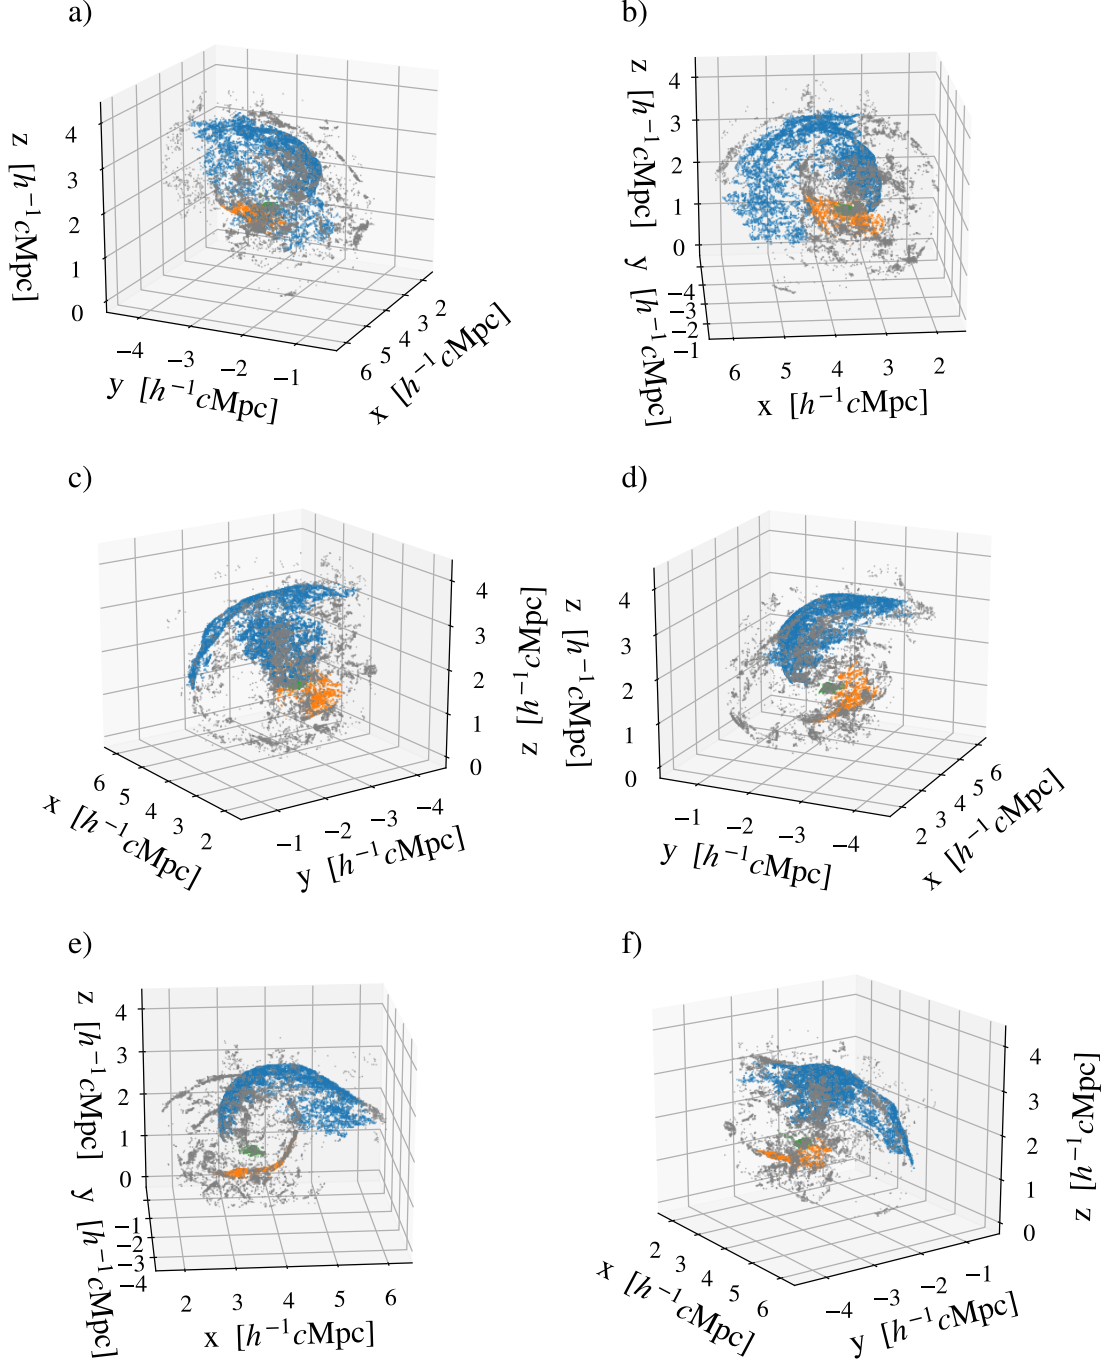 a)
z [h⁻¹cMpc]
4
3
2
1
0
−4
−3
−2
−1
y [h⁻¹cMpc]
6 5 4 3 2
x [h⁻¹cMpc]
b)
z [h⁻¹cMpc]
4
3
2
1
0
y [h⁻¹cMpc]
−4
−3
−2
−1
6 5 4 3 2
x [h⁻¹cMpc]
c)
z [h⁻¹cMpc]
4
3
2
1
0
6 5 4 3 2
x [h⁻¹cMpc]
−1 −2 −3 −4
y [h⁻¹cMpc]
d)
z [h⁻¹cMpc]
4
3
2
1
0
−1 −2 −3 −4
y [h⁻¹cMpc]
2 3 4 5 6
x [h⁻¹cMpc]
e)
z [h⁻¹cMpc]
4
3
2
1
0
y [h⁻¹cMpc]
−1
−2
−3
−4
2 3 4 5 6
x [h⁻¹cMpc]
f)
z [h⁻¹cMpc]
4
3
2
1
0
2 3 4 5 6
x [h⁻¹cMpc]
−4 −3 −2 −1
y [h⁻¹cMpc]